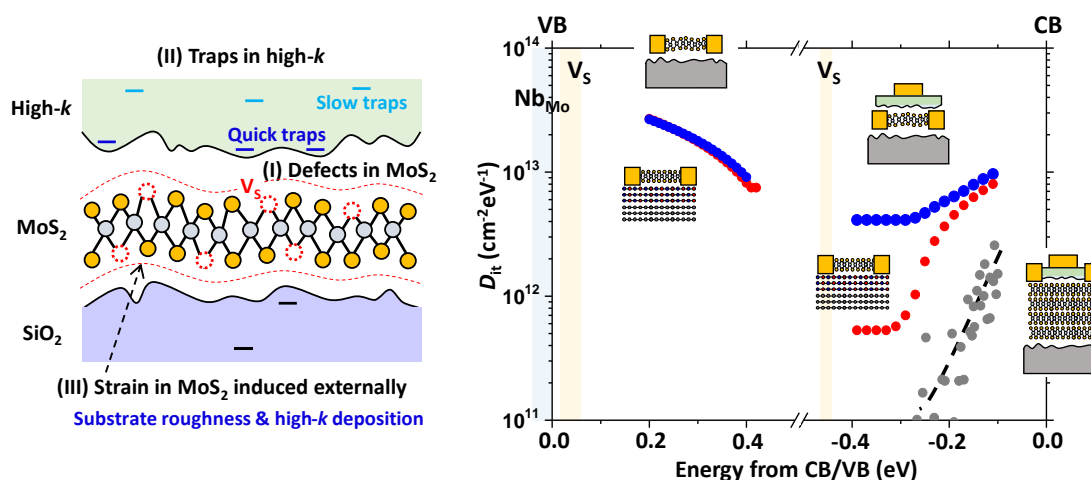 (II) Traps in high-k
High-k
Slow traps
Quick traps
(I) Defects in MoS2
VS
MoS2
SiO2
(III) Strain in MoS2 induced externally
Substrate roughness & high-k deposition
VB
CB
10^14
10^13
10^12
10^11
Dit (cm^-2eV^-1)
VS
NbMo
VS
0.0
0.2
0.4
-0.4
-0.2
0.0
Energy from CB/VB (eV)